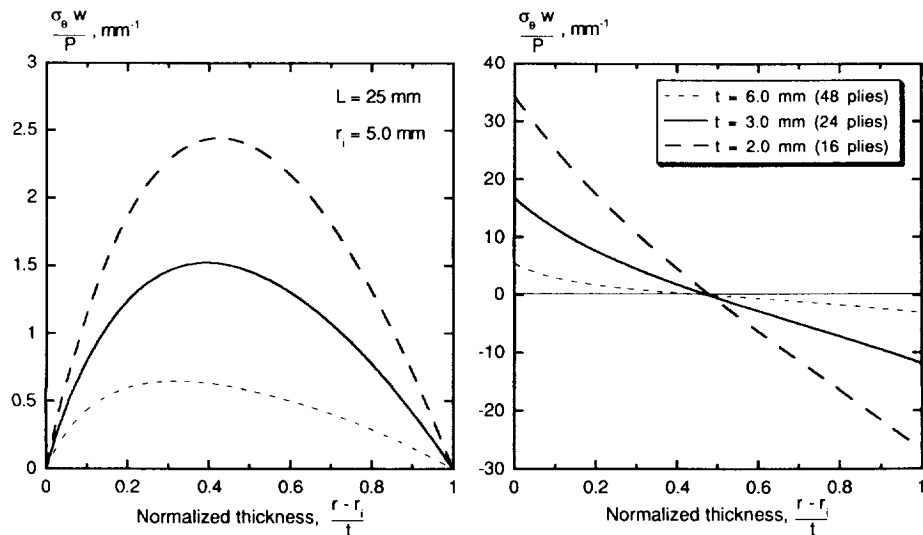 σθ w
P
, mm⁻¹
3
2.5
2
1.5
1
0.5
0
L = 25 mm
rᵢ = 5.0 mm
0
0.2
0.4
0.6
0.8
1
Normalized thickness, r - rᵢ
t
σθ w
P
, mm⁻¹
40
30
20
10
0
-10
-20
-30
t = 6.0 mm (48 plies)
t = 3.0 mm (24 plies)
t = 2.0 mm (16 plies)
0
0.2
0.4
0.6
0.8
1
Normalized thickness, r - rᵢ
t